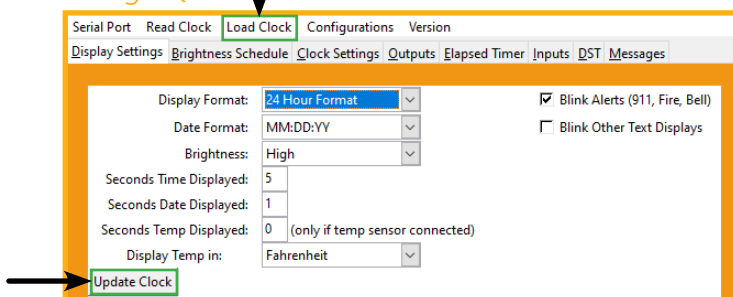 Serial Port Read Clock Load Clock Configurations Version
Display Settings Brightness Schedule Clock Settings Outputs Elapsed Timer Inputs DST Messages
Display Format: 24 Hour Format Blink Alerts (911, Fire, Bell)
Date Format: MM:DD:YY Blink Other Text Displays
Brightness: High
Seconds Time Displayed: 5
Seconds Date Displayed: 1
Seconds Temp Displayed: 0 (only if temp sensor connected)
Display Temp in: Fahrenheit
Update Clock